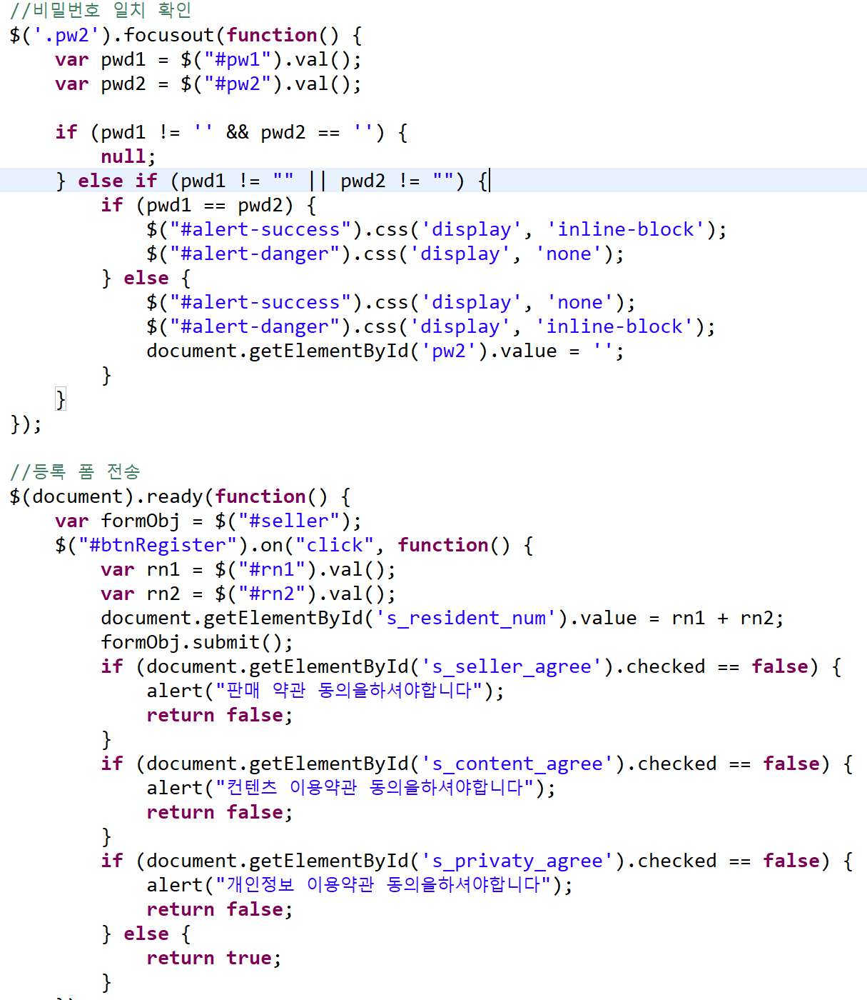 //비밀번호 일치 확인
$('.pw2').focusout(function() {
    var pwd1 = $("#pw1").val();
    var pwd2 = $("#pw2").val();

    if (pwd1 != '' && pwd2 == '') {
        null;
    } else if (pwd1 != "" || pwd2 != "") {
        if (pwd1 == pwd2) {
            $("#alert-success").css('display', 'inline-block');
            $("#alert-danger").css('display', 'none');
        } else {
            $("#alert-success").css('display', 'none');
            $("#alert-danger").css('display', 'inline-block');
            document.getElementById('pw2').value = '';
        }
    }
});

//등록 폼 전송
$(document).ready(function() {
    var formObj = $("#seller");
    $("#btnRegister").on("click", function() {
        var rn1 = $("#rn1").val();
        var rn2 = $("#rn2").val();
        document.getElementById('s_resident_num').value = rn1 + rn2;
        formObj.submit();
        if (document.getElementById('s_seller_agree').checked == false) {
            alert("판매 약관 동의을하셔야합니다");
            return false;
        }
        if (document.getElementById('s_content_agree').checked == false) {
            alert("컨텐츠 이용약관 동의을하셔야합니다");
            return false;
        }
        if (document.getElementById('s_privaty_agree').checked == false) {
            alert("개인정보 이용약관 동의을하셔야합니다");
            return false;
        } else {
            return true;
        }